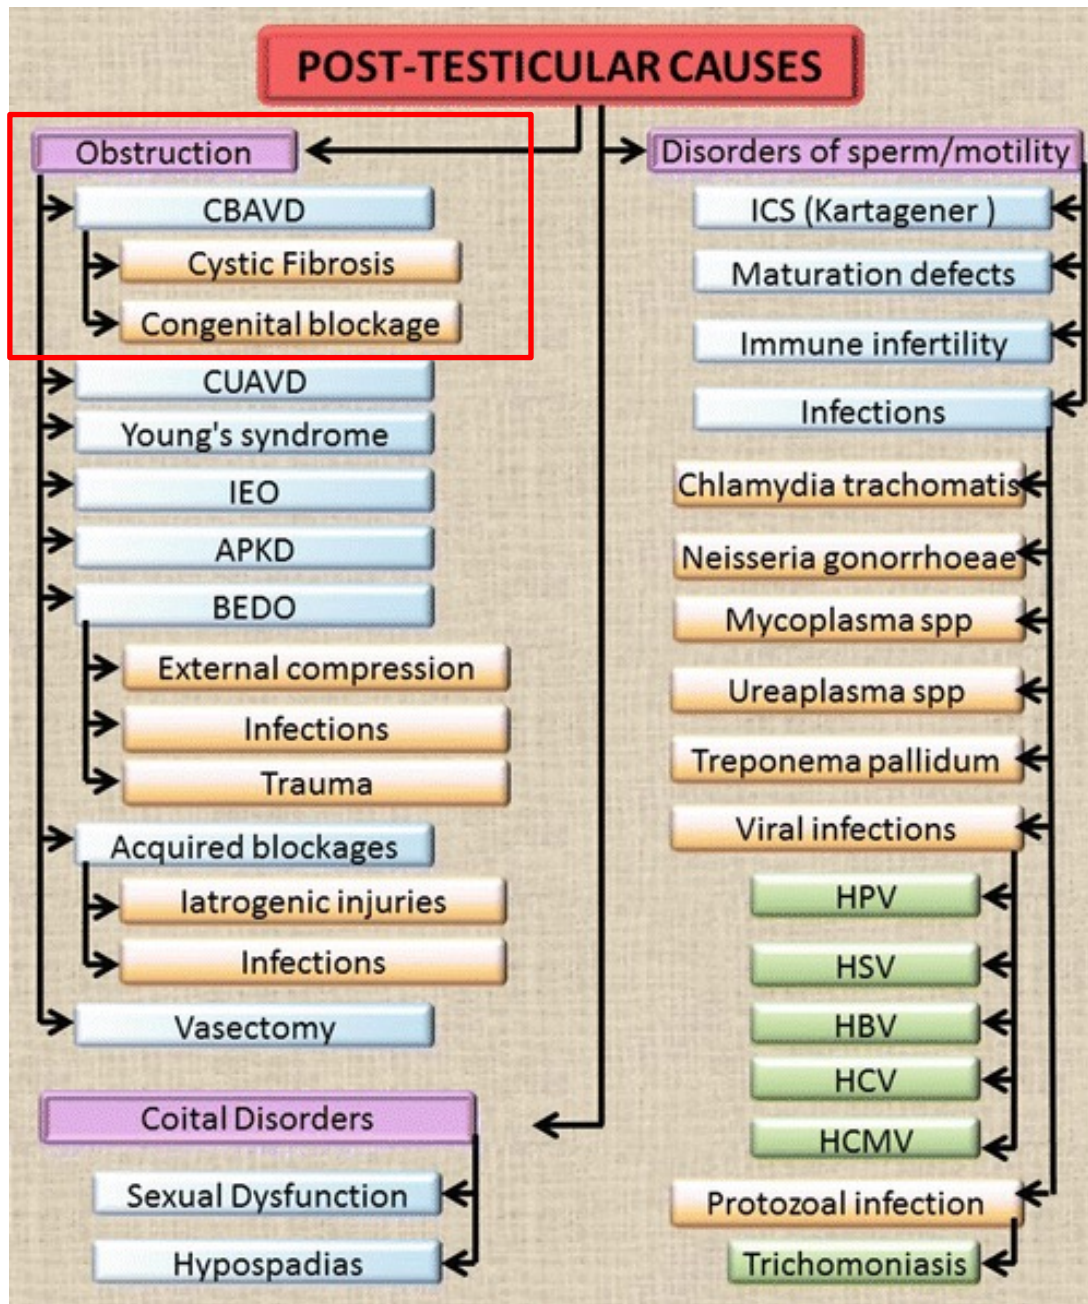 POST-TESTICULAR CAUSES
Obstruction
CBAVD
Cystic Fibrosis
Congenital blockage
CUAVD
Young's syndrome
IEO
APKD
BEDO
External compression
Infections
Trauma
Acquired blockages
Iatrogenic injuries
Infections
Vasectomy
Coital Disorders
Sexual Dysfunction
Hypospadias
Disorders of sperm/motility
ICS (Kartagener )
Maturation defects
Immune infertility
Infections
Chlamydia trachomatis
Neisseria gonorrhoeae
Mycoplasma spp
Ureaplasma spp
Treponema pallidum
Viral infections
HPV
HSV
HBV
HCV
HCMV
Protozoal infection
Trichomoniasis